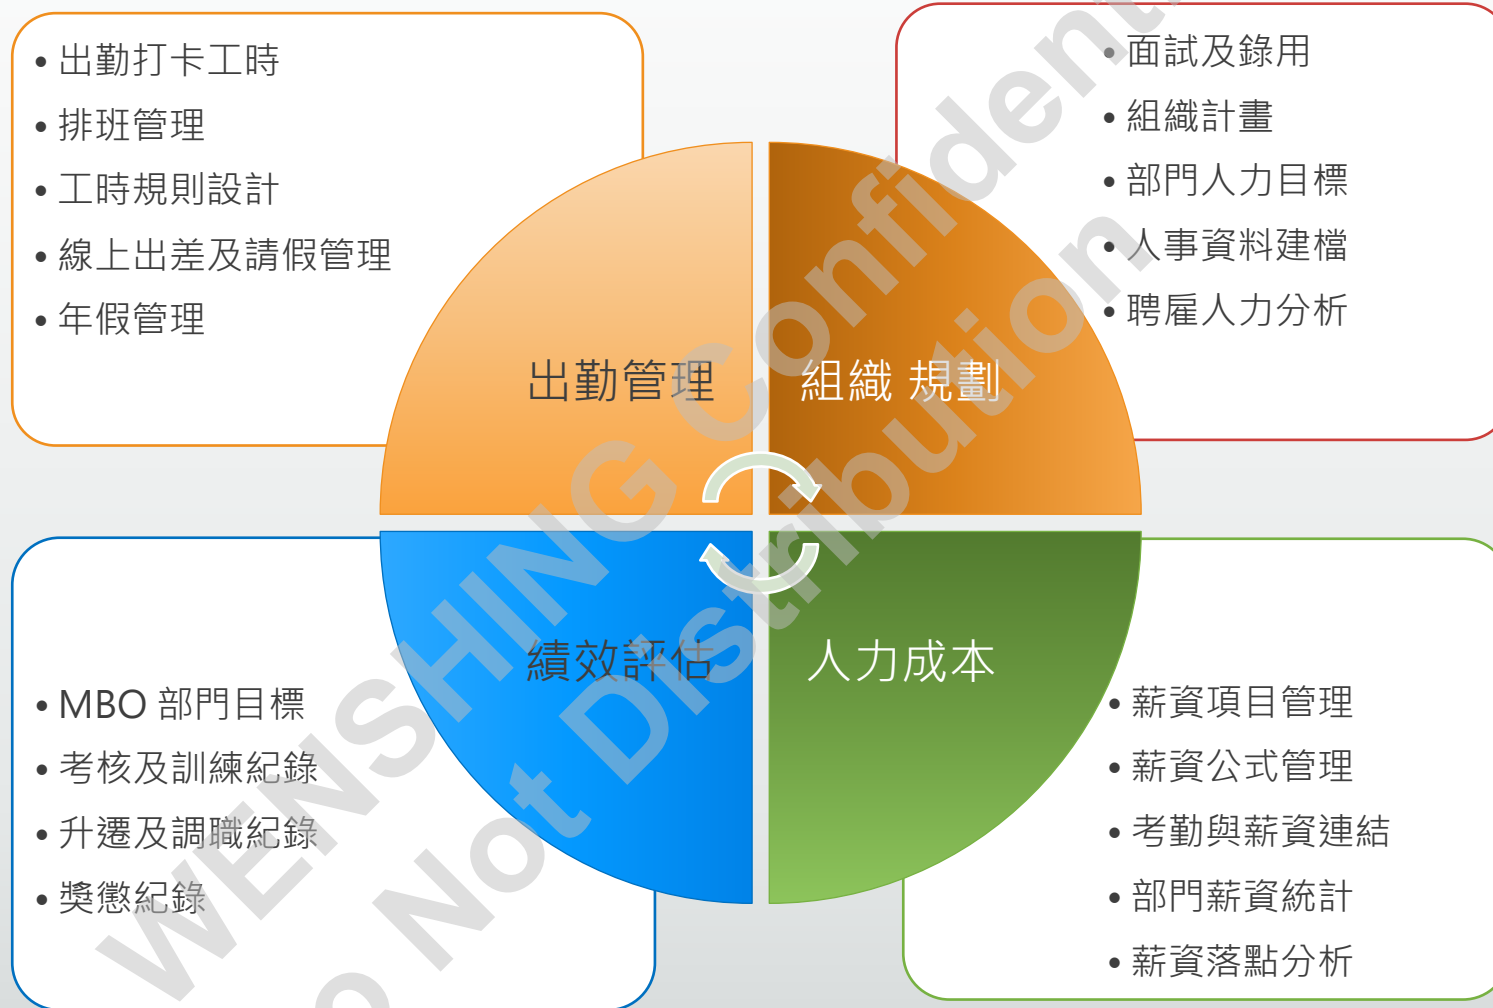 • 出勤打卡工時
• 排班管理
• 工時規則設計
• 線上出差及請假管理
• 年假管理
出勤管理
• 面試及錄用
• 組織計畫
• 部門人力目標
• 人事資料建檔
• 聘雇人力分析
組織 規劃
績效評估
• MBO 部門目標
• 考核及訓練紀錄
• 升遷及調職紀錄
• 獎懲紀錄
人力成本
• 薪資項目管理
• 薪資公式管理
• 考勤與薪資連結
• 部門薪資統計
• 薪資落點分析
WENSHING Confident
o Not Distribution